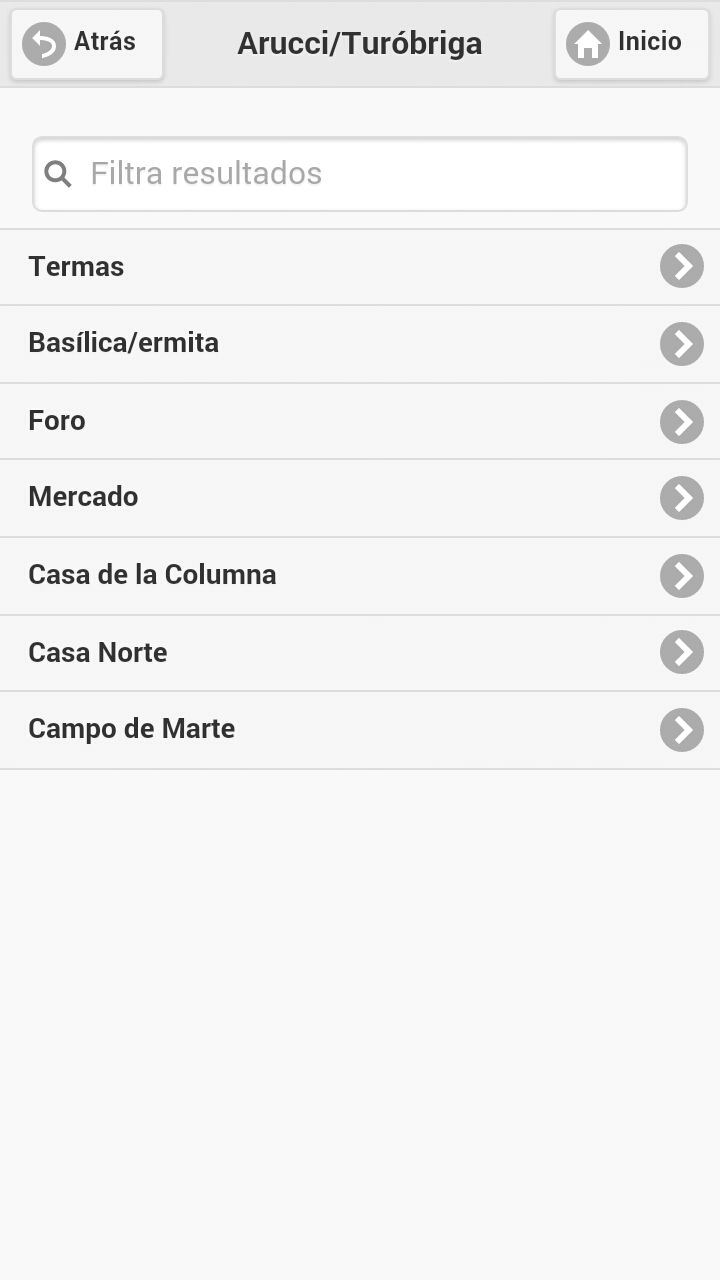 Atrás
Arucci/Turóbriga
Inicio
Filtra resultados
Termas
Basílica/ermita
Foro
Mercado
Casa de la Columna
Casa Norte
Campo de Marte